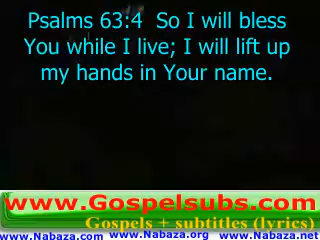 Psalms 63:4  So I will bless
You while I live; I will lift up
my hands in Your name.
www.Gospelsubs.com
Gospels + subtitles (lyrics)
www.Nabaza.com www.Nabaza.org www.Nabaza.net